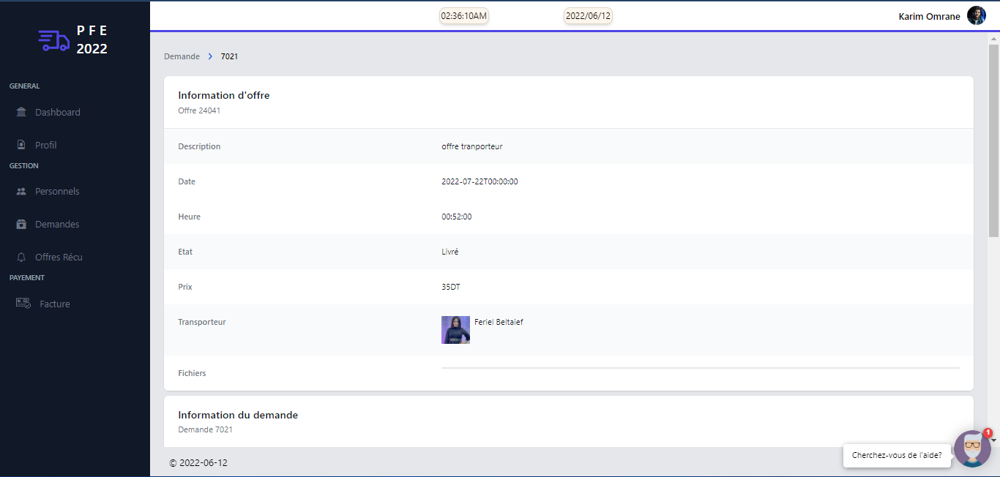 P F E
2022
02:36:10AM
2022/06/12
Karim Omrane
GENERAL
Dashboard
Profil
GESTION
Personnels
Demandes
Offres Récu
PAYEMENT
Facture
Demande
7021
Information d'offre
Offre 24041
Description
offre tranporteur
Date
2022-07-22T00:00:00
Heure
00:52:00
Etat
Livré
Prix
35DT
Transporteur
Feriel Beltaief
Fichiers
Information du demande
Demande 7021
© 2022-06-12
Cherchez-vous de l'aide?
1